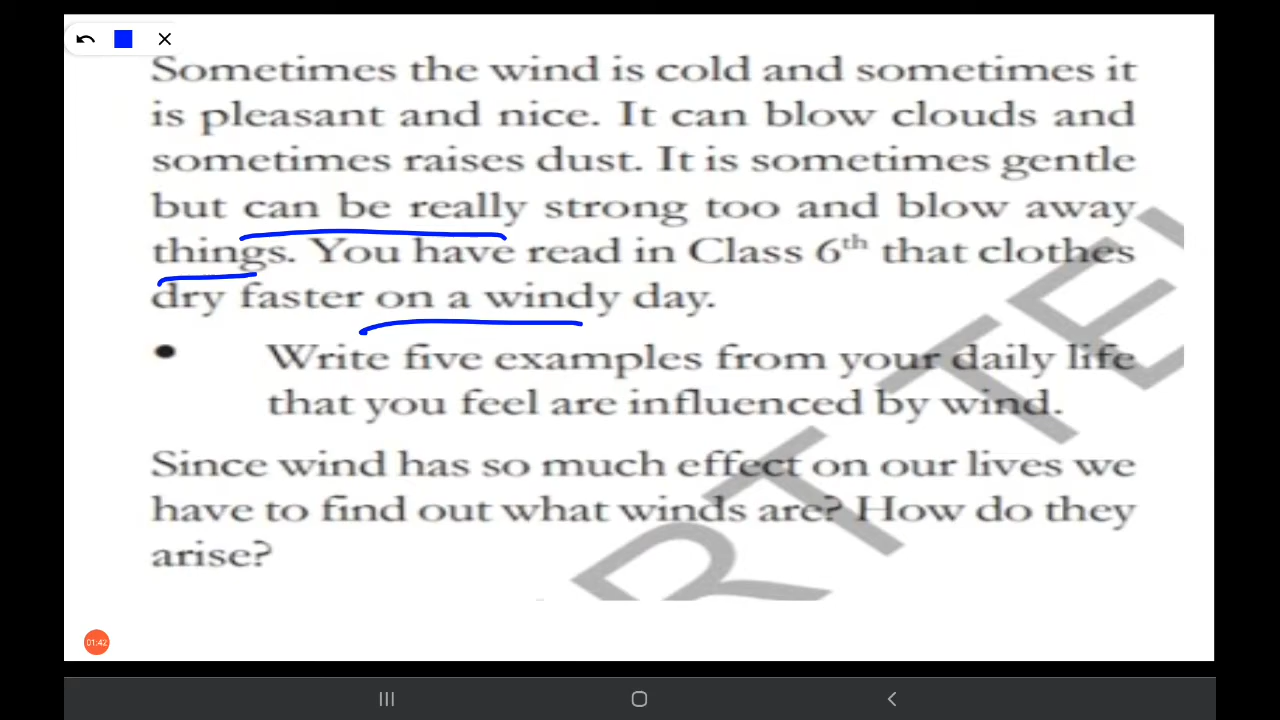 Sometimes the wind is cold and sometimes it
is pleasant and nice. It can blow clouds and
sometimes raises dust. It is sometimes gentle
but can be really strong too and blow away
things. You have read in Class 6th that clothes
dry faster on a windy day.
• Write five examples from your daily life
that you feel are influenced by wind.
Since wind has so much effect on our lives we
have to find out what winds are? How do they
arise?
RT TE
01:42